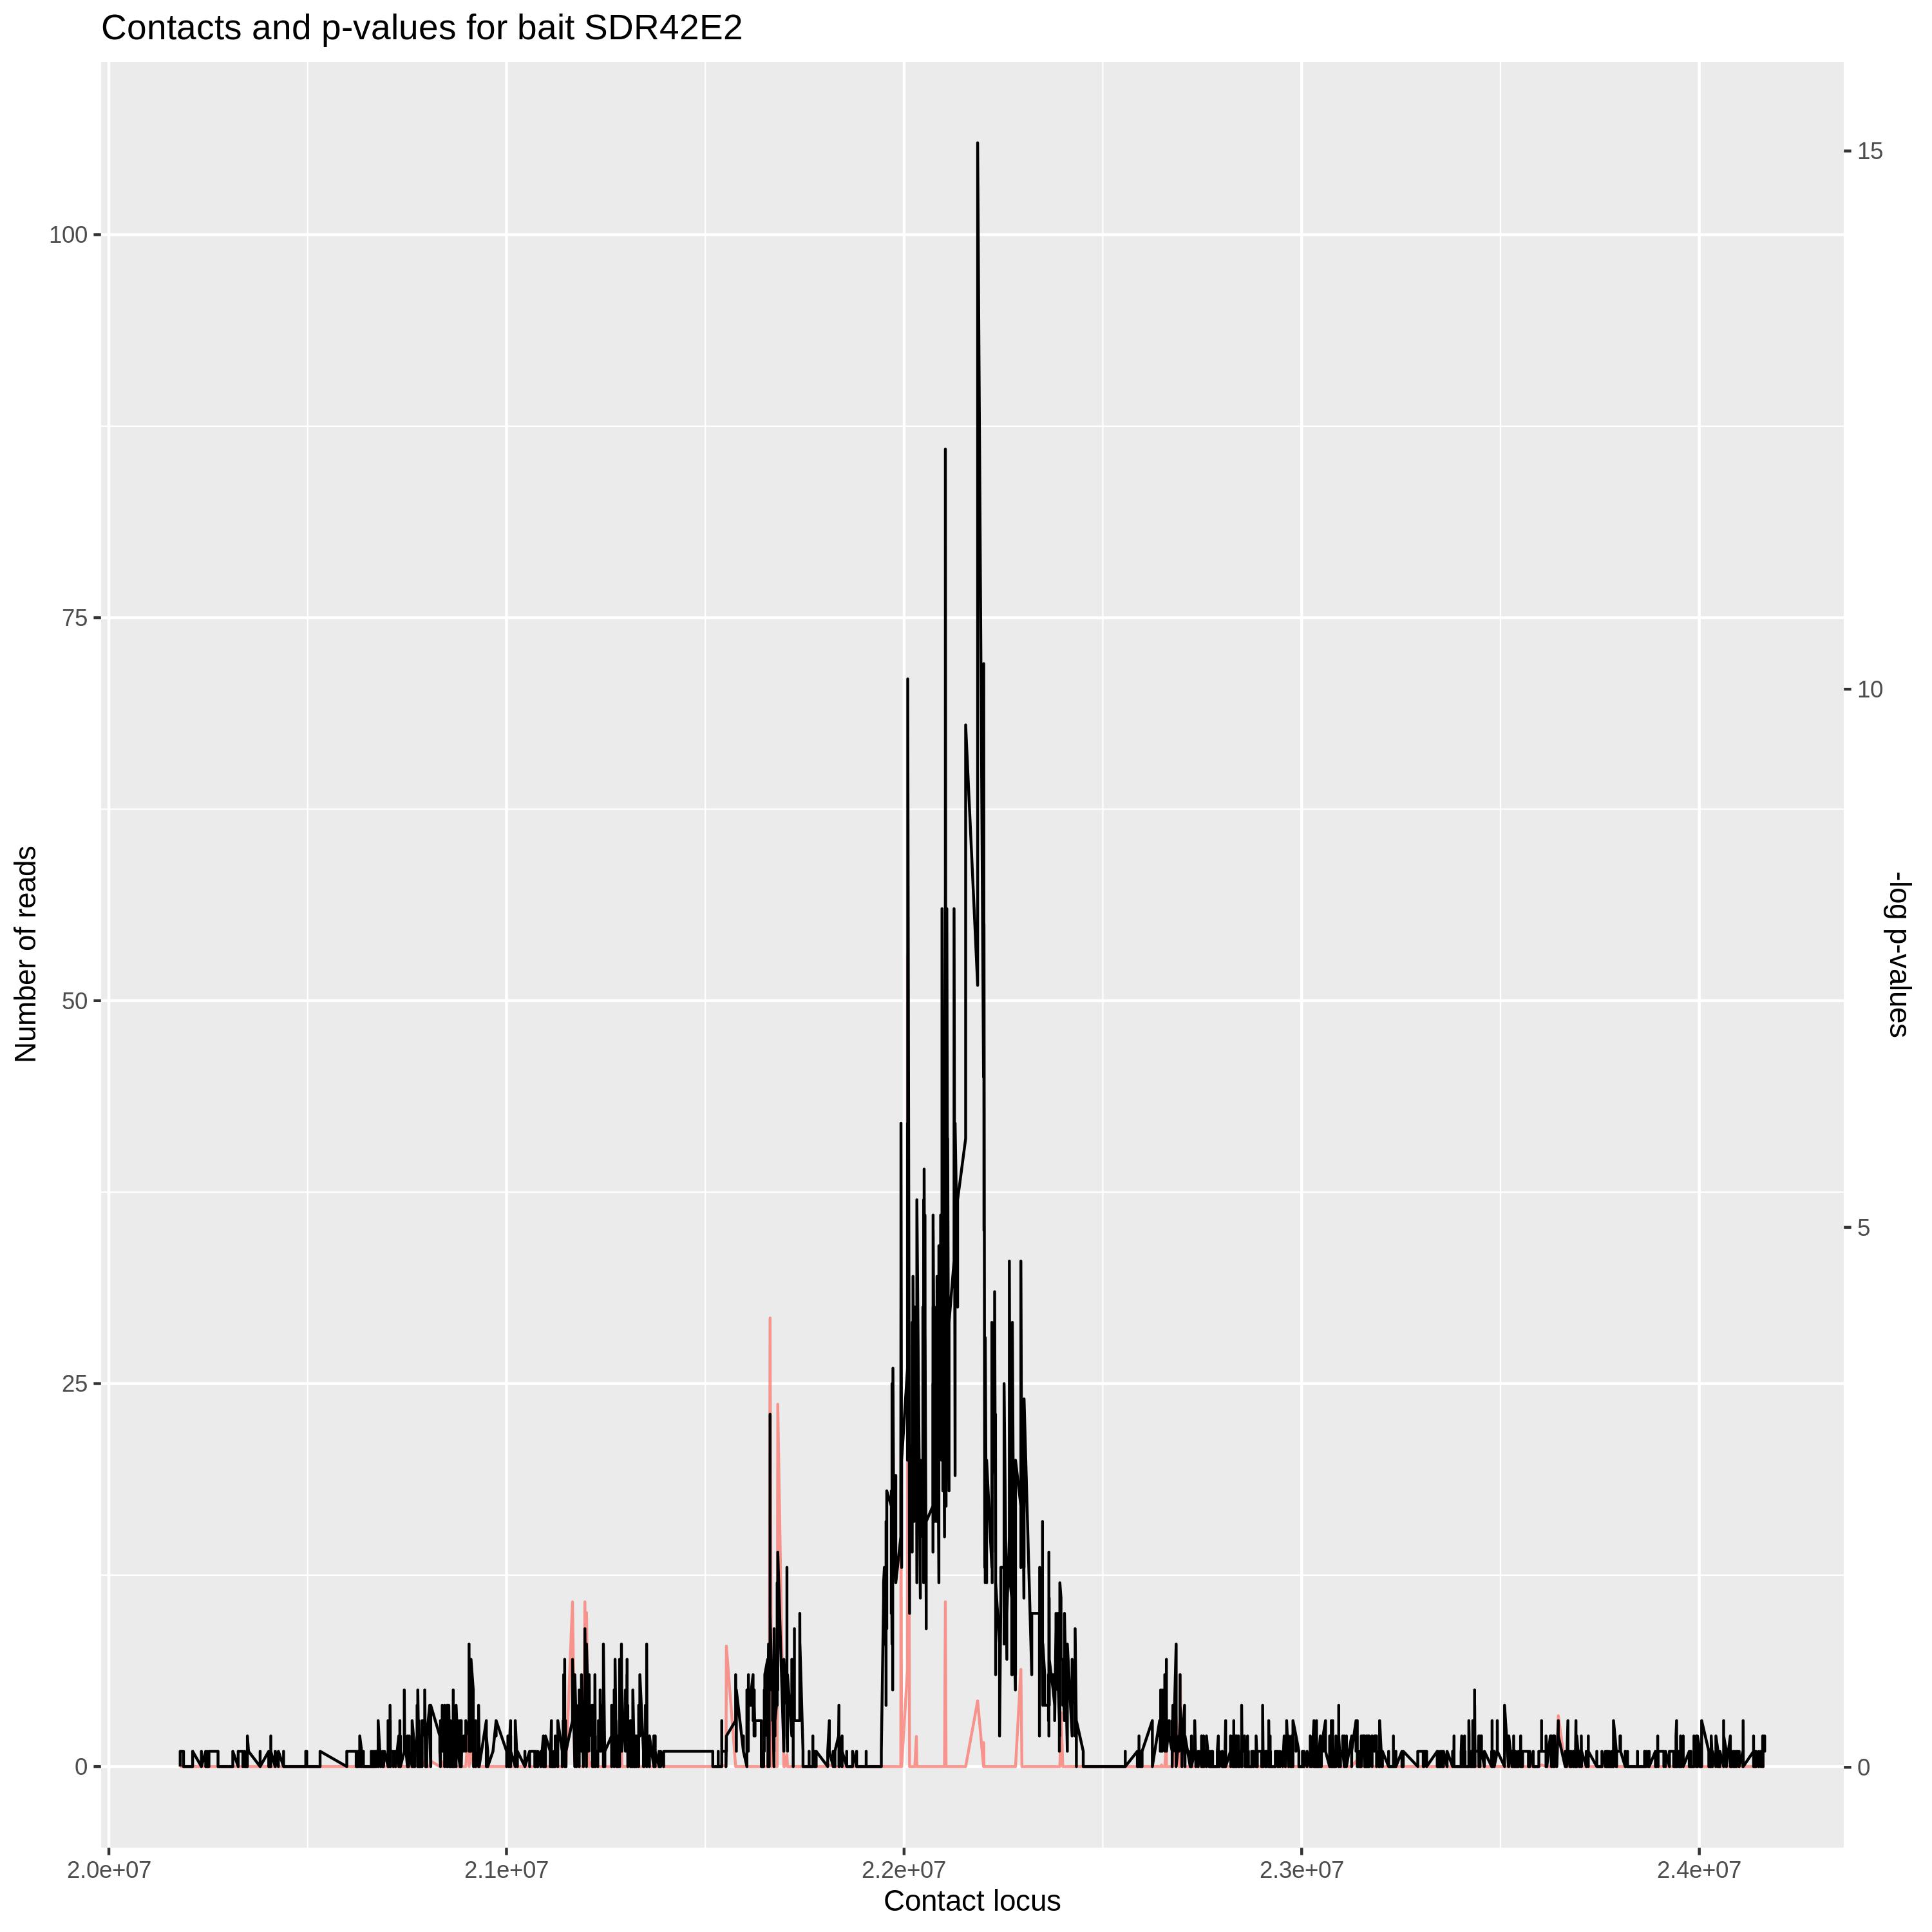 Contacts and p-values for bait SDR42E2
100
75
50
25
0
Number of reads
15
10
5
0
-log p-values
2.0e+07
2.1e+07
2.2e+07
2.3e+07
2.4e+07
Contact locus